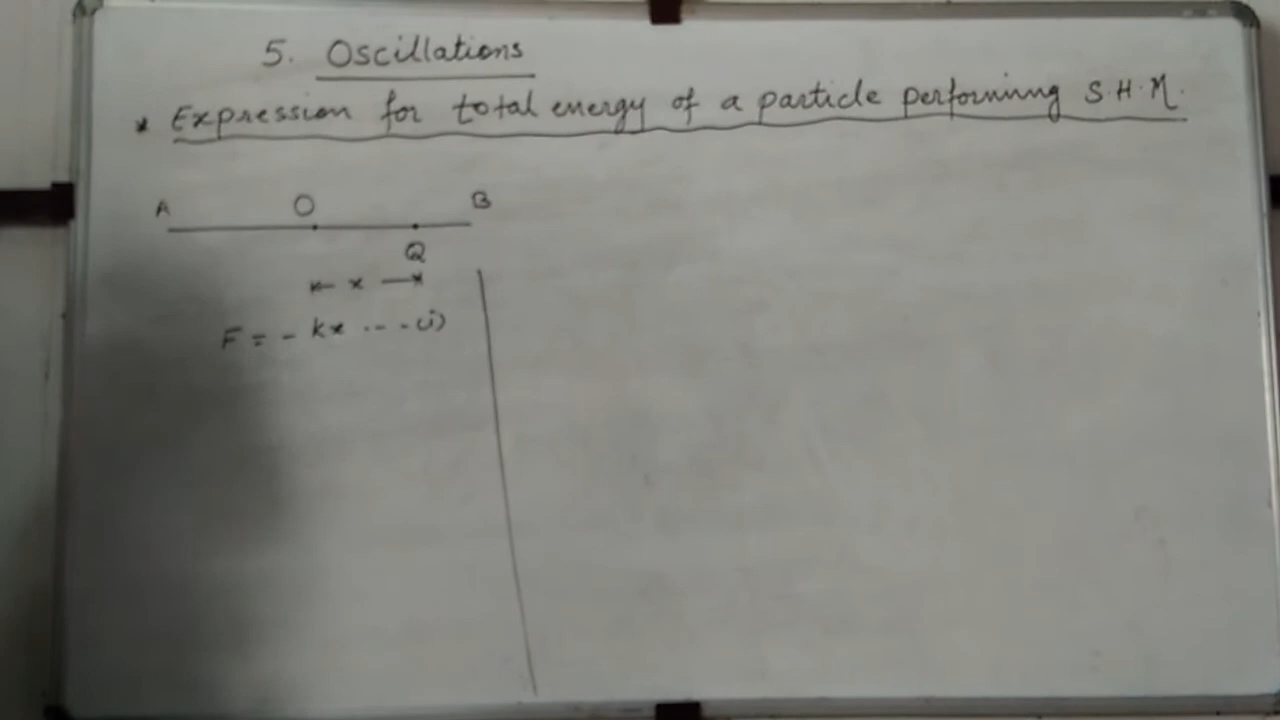 5. Oscillations
* Expression for total energy of a particle performing S.H.M.
A O B
Q
x
F = - kx --- (i)